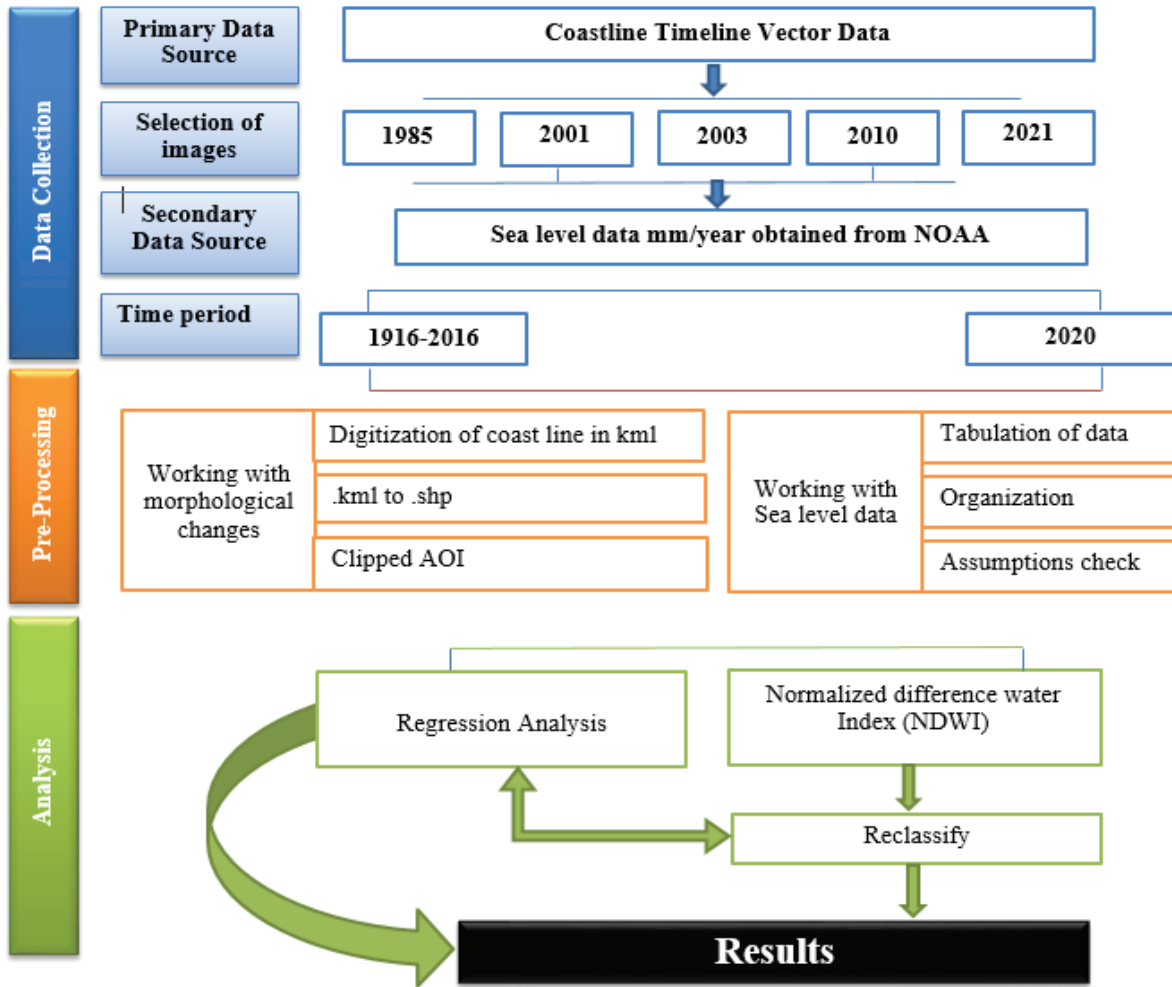 Data Collection
Primary Data
Source
Coastline Timeline Vector Data
Selection of
images
1985
2001
2003
2010
2021
Secondary
Data Source
Sea level data mm/year obtained from NOAA
Time period
1916-2016
2020
Pre-Processing
Working with
morphological
changes
Digitization of coast line in kml
.kml to .shp
Clipped AOI
Working with
Sea level data
Tabulation of data
Organization
Assumptions check
Analysis
Regression Analysis
Normalized difference water
Index (NDWI)
Reclassify
Results